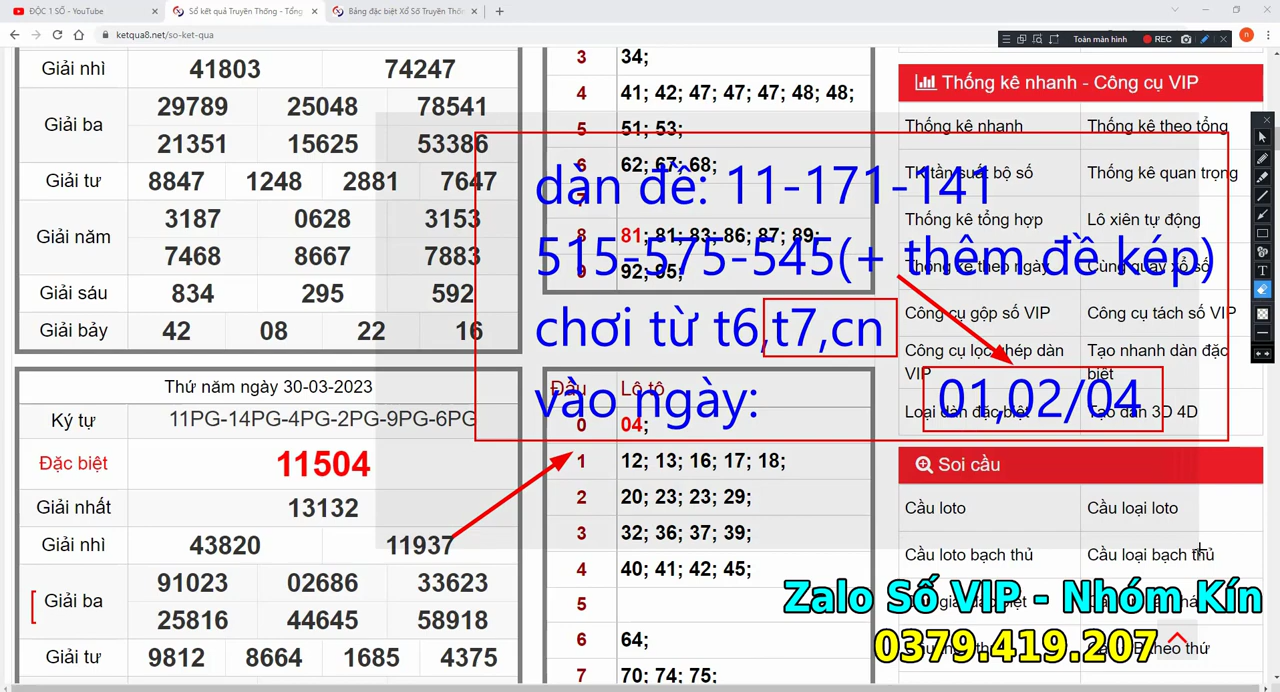 ĐỘC 1 SỐ - YouTube
Sổ kết quả Truyền Thống - Tổng
Bảng đặc biệt Xổ Số Truyền Thốn
ketqua8.net/so-ket-qua
Toàn màn hình
REC
Giải nhì 41803 74247
Giải ba 29789 25048 78541
21351 15625 53386
Giải tư 8847 1248 2881 7647
Giải năm 3187 0628 3153
7468 8667 7883
Giải sáu 834 295 592
Giải bảy 42 08 22 16
3 34;
4 41; 42; 47; 47; 47; 48; 48;
5 51; 53;
6 62; 67; 68;
8 81; 81; 83; 86; 87; 89;
9 92; 95;
dàn đề: 11-171-141
515-575-545(+ thêm đề kép)
chơi từ t6,t7,cn
vào ngày:
01,02/04
Thống kê nhanh - Công cụ VIP
Thống kê nhanh Thống kê theo tổng
Thống kê quan trọng
Thống kê tổng hợp Lô xiên tự động
Thống kê theo ngày Cùng quay xổ số
Công cụ gộp số VIP Công cụ tách số VIP
Công cụ lọc ghép dàn VIP Tạo nhanh dàn đặc biệt
Loại dàn đặc biệt Tạo dàn 3D 4D
Thứ năm ngày 30-03-2023
Ký tự 11PG-14PG-4PG-2PG-9PG-6PG
Đặc biệt 11504
Giải nhất 13132
Giải nhì 43820 11937
Giải ba 91023 02686 33623
25816 44645 58918
Giải tư 9812 8664 1685 4375
Đầu Lô tô
0 04;
1 12; 13; 16; 17; 18;
2 20; 23; 23; 29;
3 32; 36; 37; 39;
4 40; 41; 42; 45;
5
6 64;
7 70; 74; 75;
Soi cầu
Cầu loto Cầu loại loto
Cầu loto bạch thủ Cầu loại bạch thủ
Zalo Số VIP - Nhóm Kín
0379.419.207